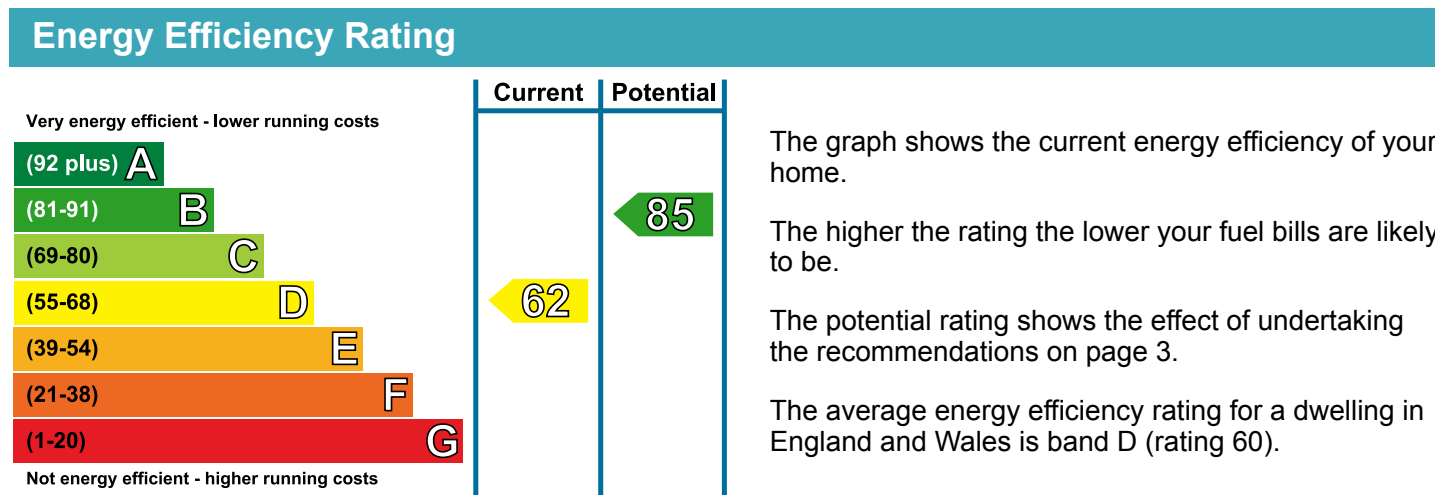 Energy Efficiency Rating
Current Potential
Very energy efficient - lower running costs
(92 plus) A
(81-91) B
85
(69-80) C
(55-68) D
62
(39-54) E
(21-38) F
(1-20) G
Not energy efficient - higher running costs
The graph shows the current energy efficiency of your
home.
The higher the rating the lower your fuel bills are likely
to be.
The potential rating shows the effect of undertaking
the recommendations on page 3.
The average energy efficiency rating for a dwelling in
England and Wales is band D (rating 60).